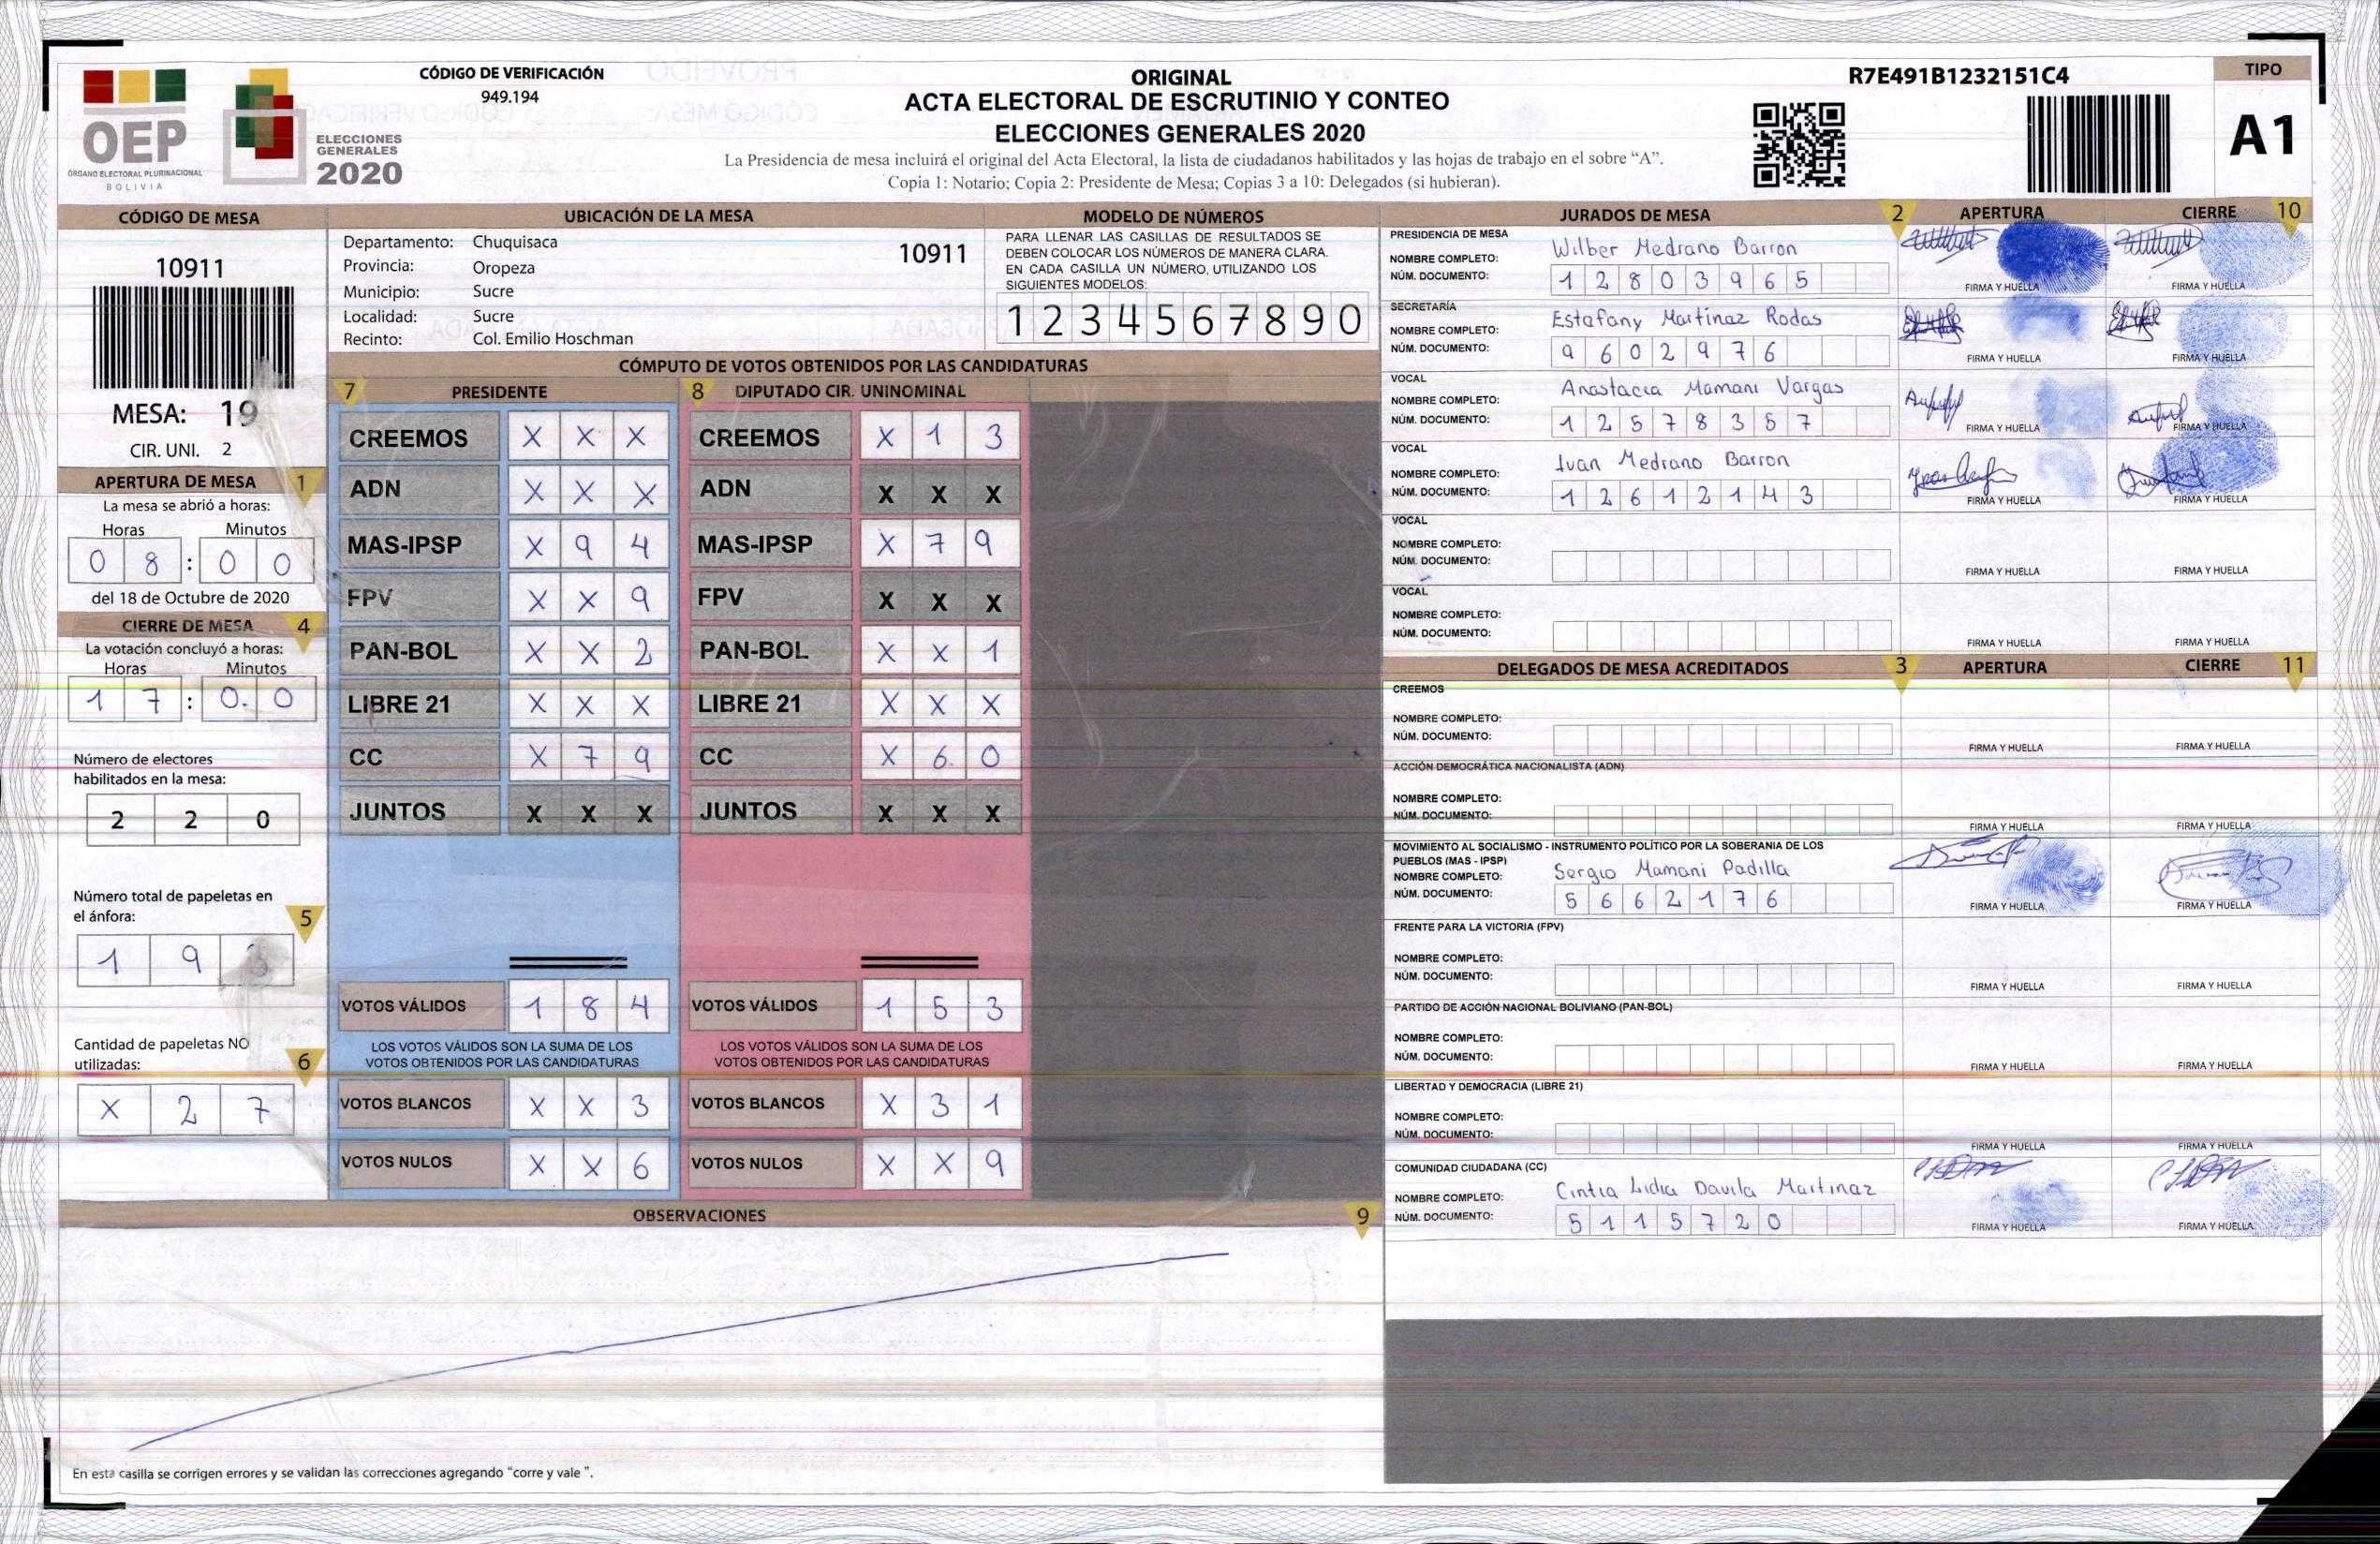 OEP
ÓRGANO ELECTORAL PLURINACIONAL
BOLIVIA
ELECCIONES
GENERALES
2020
CÓDIGO DE VERIFICACIÓN
949.194
ORIGINAL
ACTA ELECTORAL DE ESCRUTINIO Y CONTEO
ELECCIONES GENERALES 2020
La Presidencia de mesa incluirá el original del Acta Electoral, la lista de ciudadanos habilitados y las hojas de trabajo en el sobre “A”.
Copia 1: Notario; Copia 2: Presidente de Mesa; Copias 3 a 10: Delegados (si hubieran).
R7E491B1232151C4
TIPO
A1
CÓDIGO DE MESA
10911
MESA: 19
CIR. UNI. 2
APERTURA DE MESA 1
La mesa se abrió a horas:
Horas Minutos
0 8 : 0 0
del 18 de Octubre de 2020
CIERRE DE MESA 4
La votación concluyó a horas:
Horas Minutos
1 7 : 0. 0
Número de electores
habilitados en la mesa:
2 2 0
Número total de papeletas en
el ánfora: 5
1 9 3
Cantidad de papeletas NO
utilizadas: 6
X 2 7
UBICACIÓN DE LA MESA
Departamento: Chuquisaca 10911
Provincia: Oropeza
Municipio: Sucre
Localidad: Sucre
Recinto: Col. Emilio Hoschman
MODELO DE NÚMEROS
PARA LLENAR LAS CASILLAS DE RESULTADOS SE
DEBEN COLOCAR LOS NÚMEROS DE MANERA CLARA.
EN CADA CASILLA UN NÚMERO, UTILIZANDO LOS
SIGUIENTES MODELOS:
1 2 3 4 5 6 7 8 9 0
CÓMPUTO DE VOTOS OBTENIDOS POR LAS CANDIDATURAS
7 PRESIDENTE 8 DIPUTADO CIR. UNINOMINAL
CREEMOS X X X CREEMOS X 1 3
ADN X X X ADN X X X
MAS-IPSP X 9 4 MAS-IPSP X 7 9
FPV X X 9 FPV X X X
PAN-BOL X X 2 PAN-BOL X X 1
LIBRE 21 X X X LIBRE 21 X X X
CC X 7 9 CC X 6. 0
JUNTOS X X X JUNTOS X X X
VOTOS VÁLIDOS 1 8 4 VOTOS VÁLIDOS 1 5 3
LOS VOTOS VÁLIDOS SON LA SUMA DE LOS LOS VOTOS VÁLIDOS SON LA SUMA DE LOS
VOTOS OBTENIDOS POR LAS CANDIDATURAS VOTOS OBTENIDOS POR LAS CANDIDATURAS
VOTOS BLANCOS X X 3 VOTOS BLANCOS X 3 1
VOTOS NULOS X X 6 VOTOS NULOS X X 9
OBSERVACIONES 9
En esta casilla se corrigen errores y se validan las correcciones agregando “corre y vale ”.
JURADOS DE MESA 2 APERTURA CIERRE 10
PRESIDENCIA DE MESA
NOMBRE COMPLETO: Wilber Medrano Barron
NÚM. DOCUMENTO: 1 2 8 0 3 9 6 5
FIRMA Y HUELLA FIRMA Y HUELLA
SECRETARÍA
NOMBRE COMPLETO: Estafany Martinaz Rodas
NÚM. DOCUMENTO: 9 6 0 2 9 7 6
FIRMA Y HUELLA FIRMA Y HUELLA
VOCAL
NOMBRE COMPLETO: Anastacia Mamani Vargas
NÚM. DOCUMENTO: 1 2 5 7 8 3 5 7
FIRMA Y HUELLA FIRMA Y HUELLA
VOCAL
NOMBRE COMPLETO: Ivan Medrano Barron
NÚM. DOCUMENTO: 1 2 6 1 2 1 4 3
FIRMA Y HUELLA FIRMA Y HUELLA
VOCAL
NOMBRE COMPLETO:
NÚM. DOCUMENTO:
FIRMA Y HUELLA FIRMA Y HUELLA
VOCAL
NOMBRE COMPLETO:
NÚM. DOCUMENTO:
FIRMA Y HUELLA FIRMA Y HUELLA
DELEGADOS DE MESA ACREDITADOS 3 APERTURA CIERRE 11
CREEMOS
NOMBRE COMPLETO:
NÚM. DOCUMENTO:
FIRMA Y HUELLA FIRMA Y HUELLA
ACCIÓN DEMOCRÁTICA NACIONALISTA (ADN)
NOMBRE COMPLETO:
NÚM. DOCUMENTO:
FIRMA Y HUELLA FIRMA Y HUELLA
MOVIMIENTO AL SOCIALISMO - INSTRUMENTO POLÍTICO POR LA SOBERANIA DE LOS
PUEBLOS (MAS - IPSP)
NOMBRE COMPLETO: Sergio Mamani Padilla
NÚM. DOCUMENTO: 5 6 6 2 1 7 6
FIRMA Y HUELLA FIRMA Y HUELLA
FRENTE PARA LA VICTORIA (FPV)
NOMBRE COMPLETO:
NÚM. DOCUMENTO:
FIRMA Y HUELLA FIRMA Y HUELLA
PARTIDO DE ACCIÓN NACIONAL BOLIVIANO (PAN-BOL)
NOMBRE COMPLETO:
NÚM. DOCUMENTO:
FIRMA Y HUELLA FIRMA Y HUELLA
LIBERTAD Y DEMOCRACIA (LIBRE 21)
NOMBRE COMPLETO:
NÚM. DOCUMENTO:
FIRMA Y HUELLA FIRMA Y HUELLA
COMUNIDAD CIUDADANA (CC)
NOMBRE COMPLETO: Cintia Lidia Davila Martinaz
NÚM. DOCUMENTO: 5 1 1 5 7 2 0
FIRMA Y HUELLA FIRMA Y HUELLA